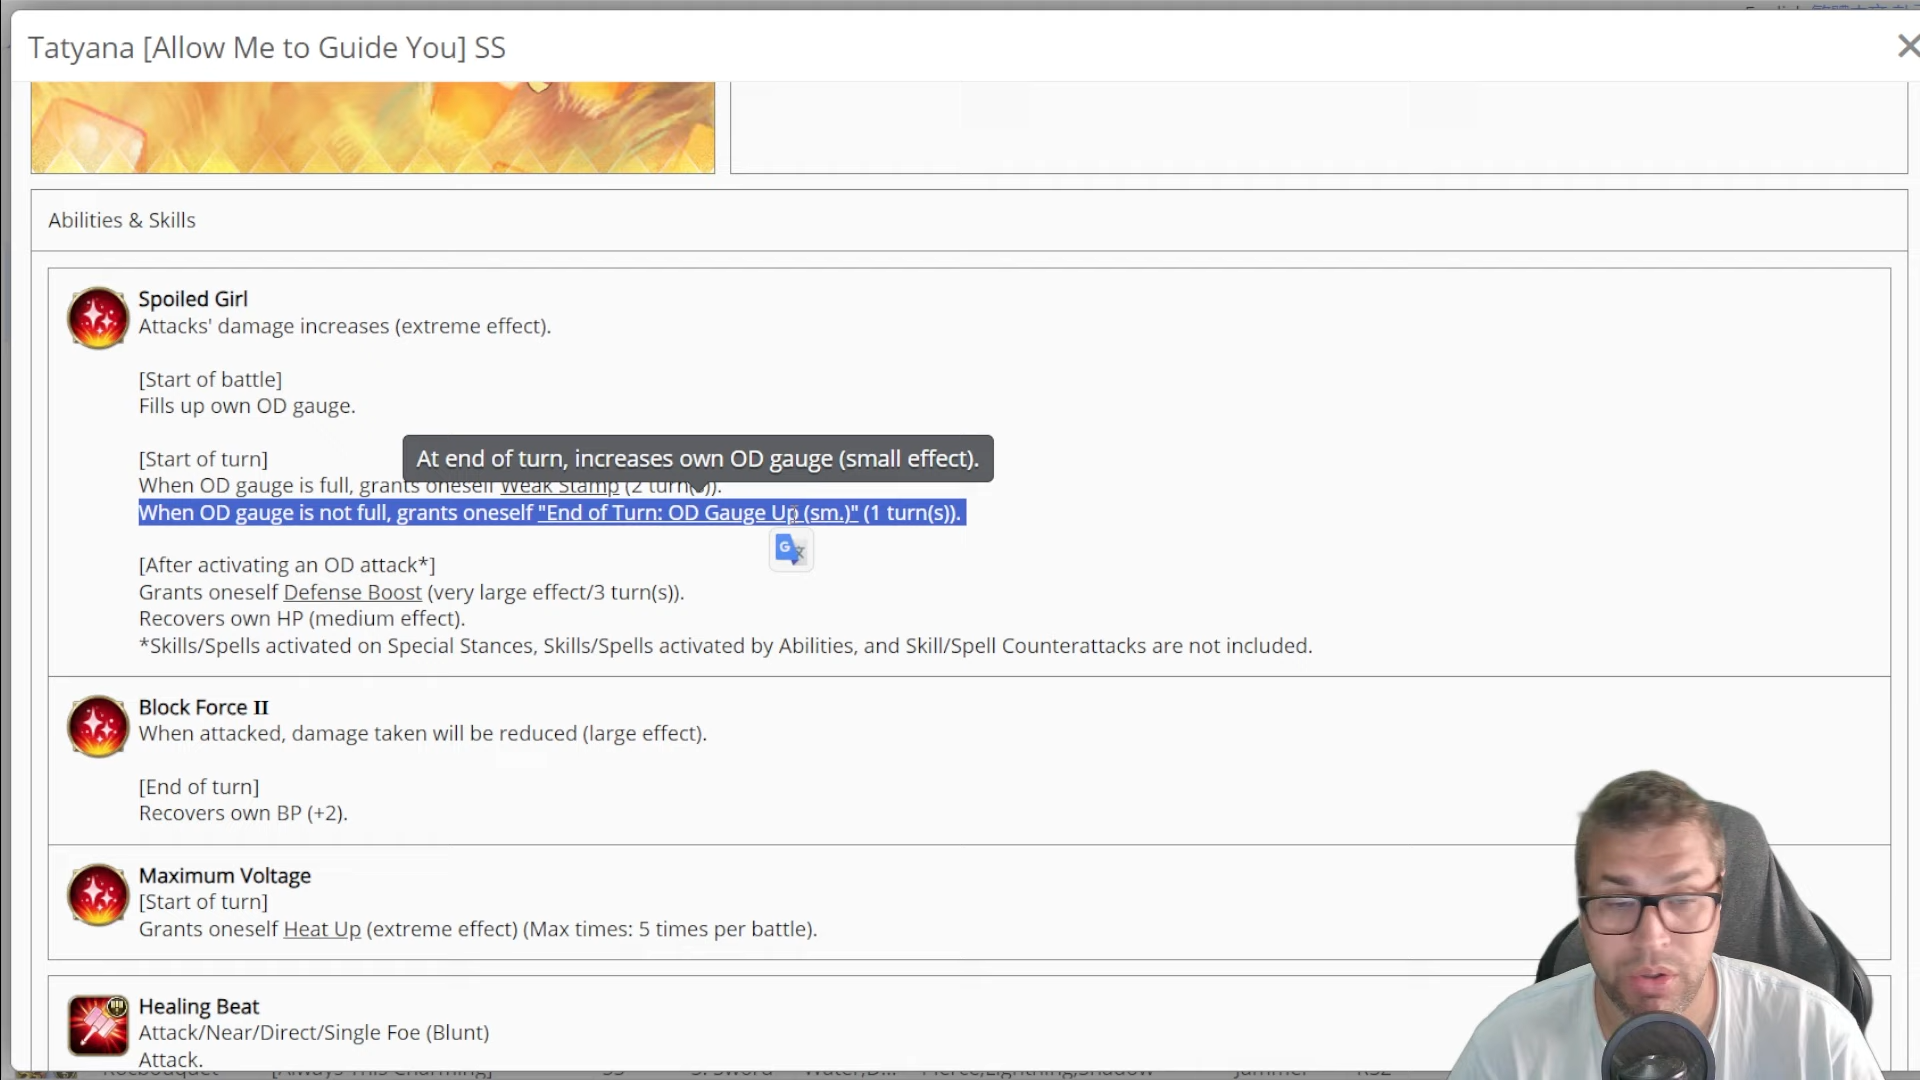 Tatyana [Allow Me to Guide You] SS
Abilities & Skills
Spoiled Girl
Attacks' damage increases (extreme effect).
[Start of battle]
Fills up own OD gauge.
[Start of turn]
At end of turn, increases own OD gauge (small effect).
When OD gauge is full, grants oneself Weak Stamp (2 turn(s)).
When OD gauge is not full, grants oneself "End of Turn: OD Gauge Up (sm.)" (1 turn(s)).
[After activating an OD attack*]
Grants oneself Defense Boost (very large effect/3 turn(s)).
Recovers own HP (medium effect).
*Skills/Spells activated on Special Stances, Skills/Spells activated by Abilities, and Skill/Spell Counterattacks are not included.
Block Force II
When attacked, damage taken will be reduced (large effect).
[End of turn]
Recovers own BP (+2).
Maximum Voltage
[Start of turn]
Grants oneself Heat Up (extreme effect) (Max times: 5 times per battle).
Healing Beat
Attack/Near/Direct/Single Foe (Blunt)
Attack.